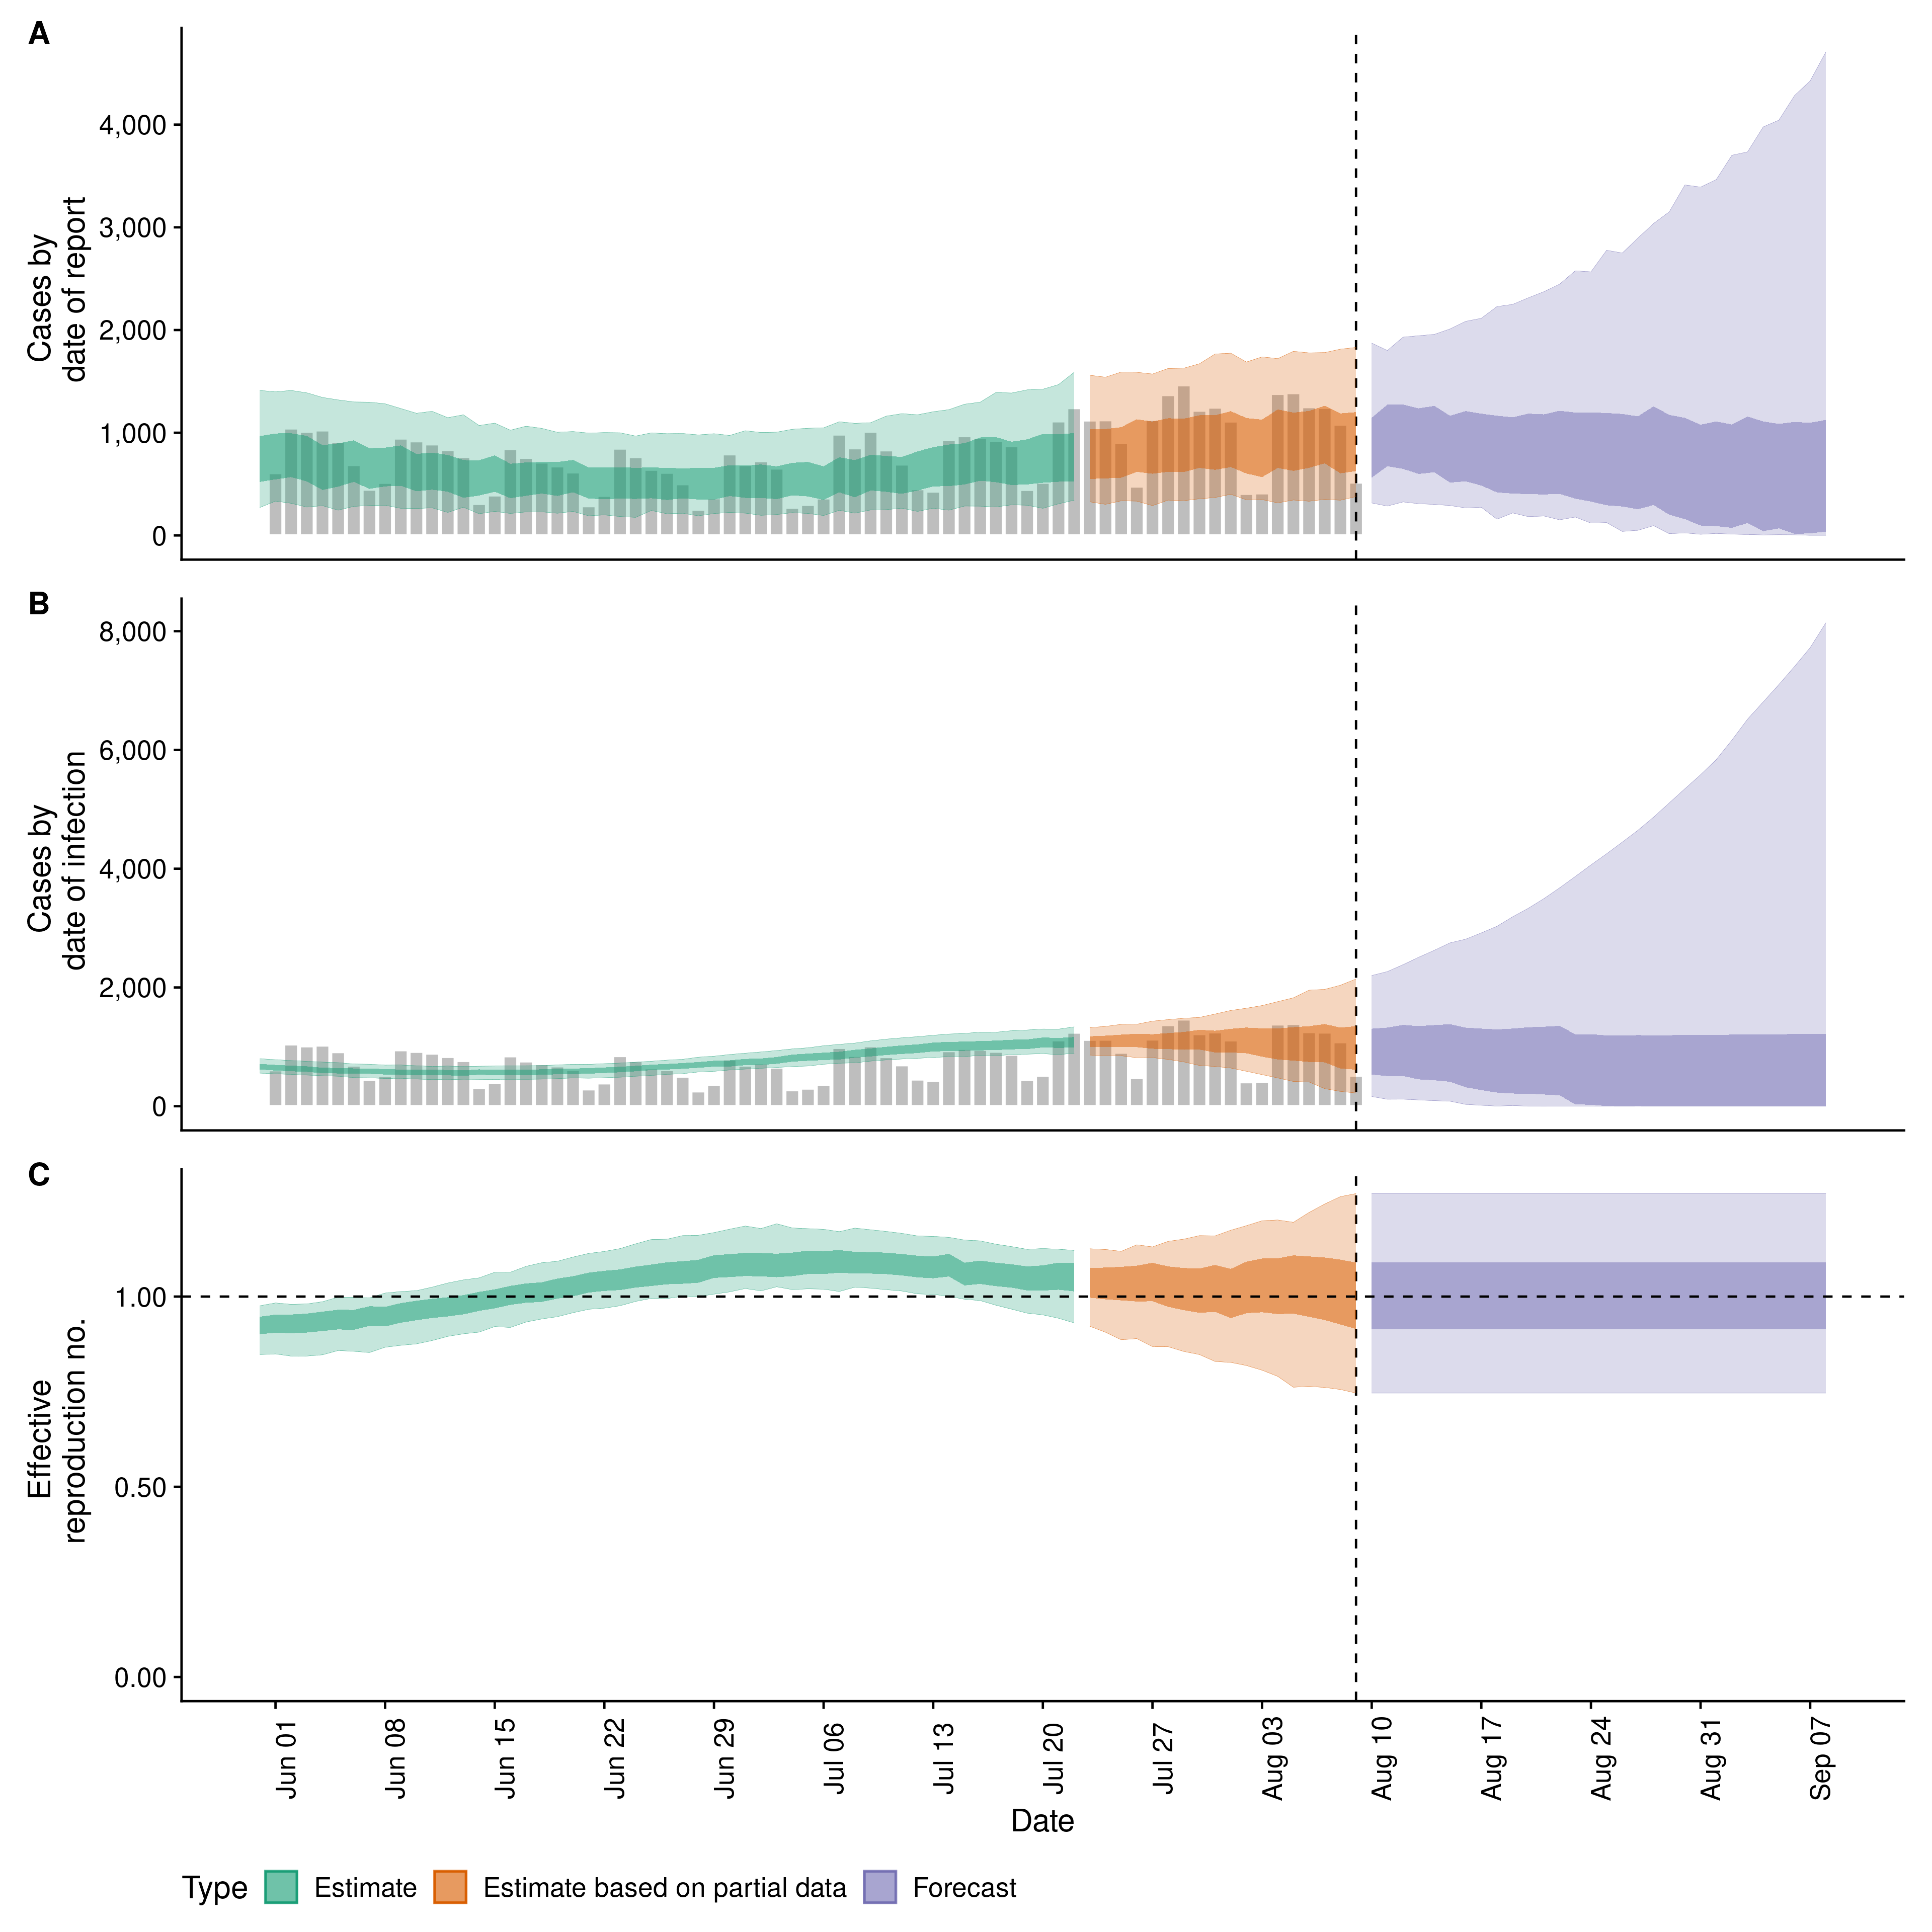 A
Cases by
date of report
4,000
3,000
2,000
1,000
0
B
Cases by
date of infection
8,000
6,000
4,000
2,000
0
C
Effective
reproduction no.
1.00
0.50
0.00
Jun 01
Jun 08
Jun 15
Jun 22
Jun 29
Jul 06
Jul 13
Jul 20
Jul 27
Aug 03
Aug 10
Aug 17
Aug 24
Aug 31
Sep 07
Date
Type Estimate Estimate based on partial data Forecast